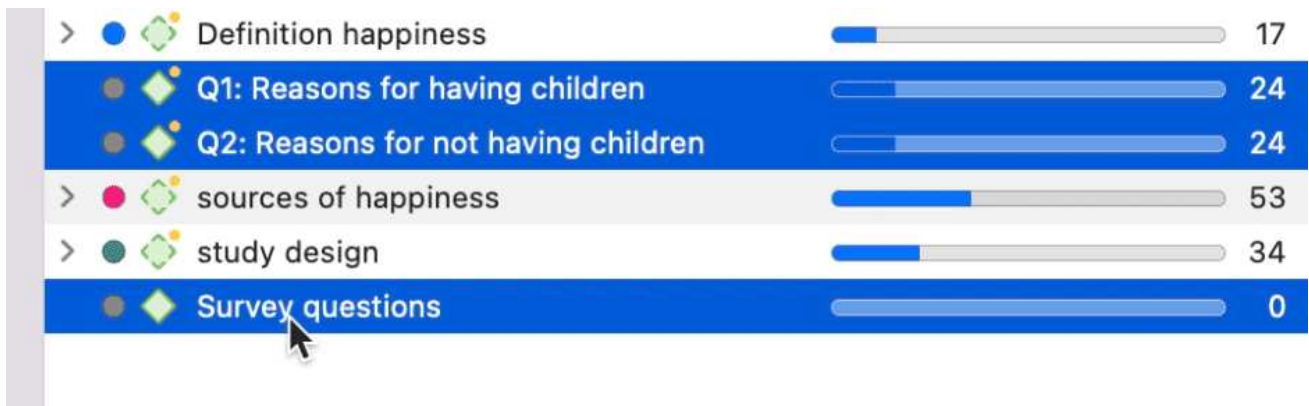 Definition happiness 17
Q1: Reasons for having children 24
Q2: Reasons for not having children 24
sources of happiness 53
study design 34
Survey questions 0